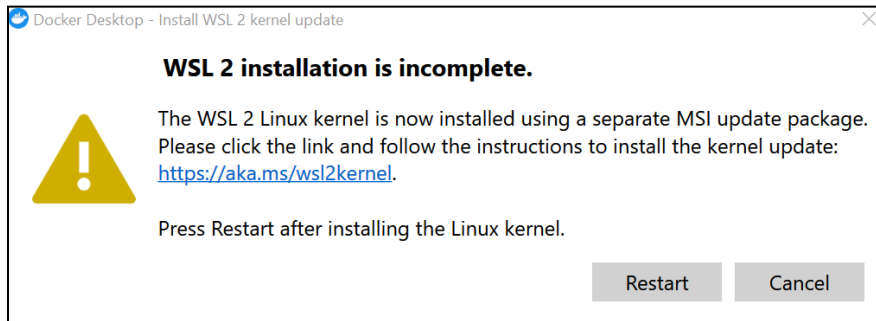 Docker Desktop - Install WSL 2 kernel update
WSL 2 installation is incomplete.
The WSL 2 Linux kernel is now installed using a separate MSI update package.
Please click the link and follow the instructions to install the kernel update:
https://aka.ms/wsl2kernel.
Press Restart after installing the Linux kernel.
Restart Cancel